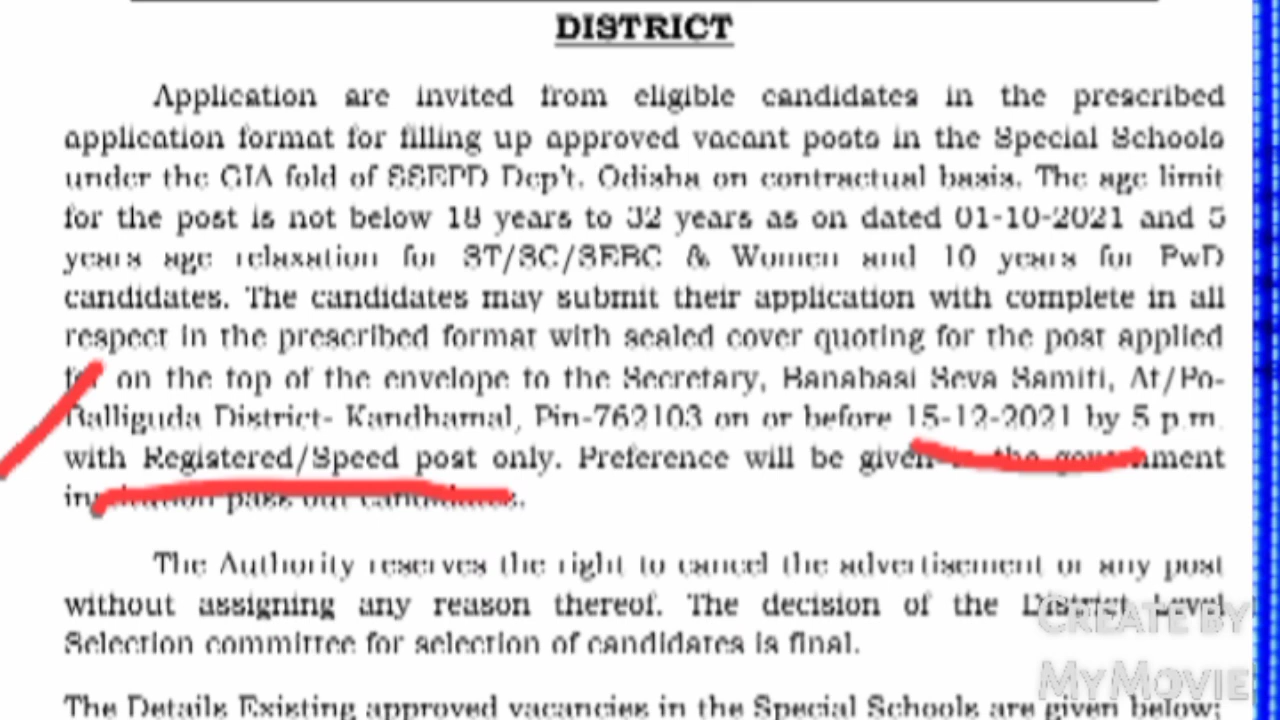 DISTRICT
Application are invited from eligible candidates in the prescribed
application format for filling up approved vacant posts in the Special Schools
under the GIA fold of SSEPD Dep't. Odisha on contractual basis. The age limit
for the post is not below 18 years to 32 years as on dated 01-10-2021 and 5
years age relaxation for ST/SC/SEBC & Women and 10 years for PwD
candidates. The candidates may submit their application with complete in all
respect in the prescribed format with sealed cover quoting for the post applied
for on the top of the envelope to the Secretary, Banabasi Seva Samiti, At/Po-
Balliguda District- Kandhamal, Pin-762103 on or before 15-12-2021 by 5 p.m.
with Registered/Speed post only. Preference will be given in the government
institution pass out candidates.
The Authority reserves the right to cancel the advertisement or any post
without assigning any reason thereof. The decision of the District Level
Selection committee for selection of candidates is final.
The Details Existing approved vacancies in the Special Schools are given below:
CREATE BY
MYMOVIE